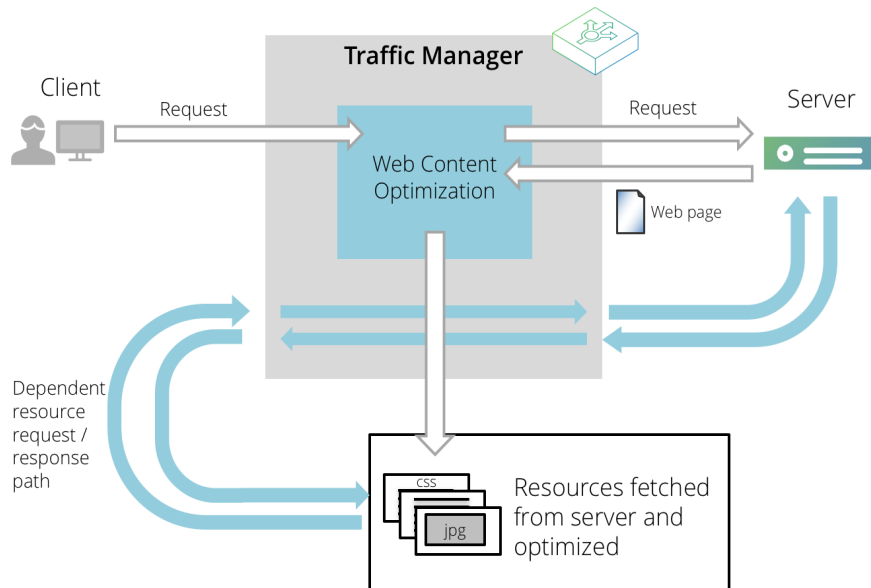 Traffic Manager
Client
Request
Request
Server
Web Content
Optimization
Web page
Dependent
resource
request /
response
path
css
jpg
Resources fetched
from server and
optimized